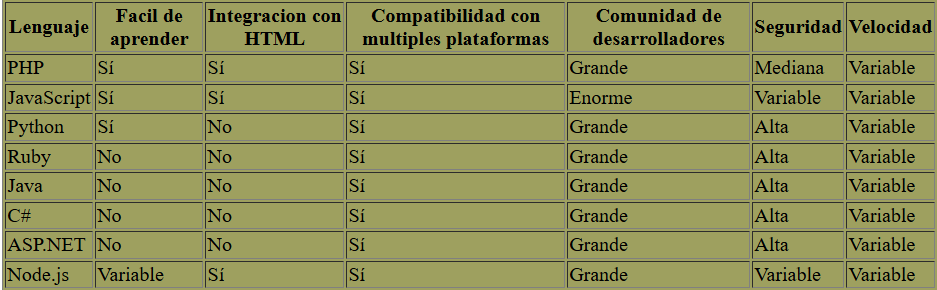 Lenguaje Facil de aprender Integracion con HTML Compatibilidad con multiples plataformas Comunidad de desarrolladores Seguridad Velocidad
PHP Sí Sí Sí Grande Mediana Variable
JavaScript Sí Sí Sí Enorme Variable Variable
Python Sí No Sí Grande Alta Variable
Ruby No No Sí Grande Alta Variable
Java No No Sí Grande Alta Variable
C# No No Sí Grande Alta Variable
ASP.NET No No Sí Grande Alta Variable
Node.js Variable Sí Sí Grande Variable Variable